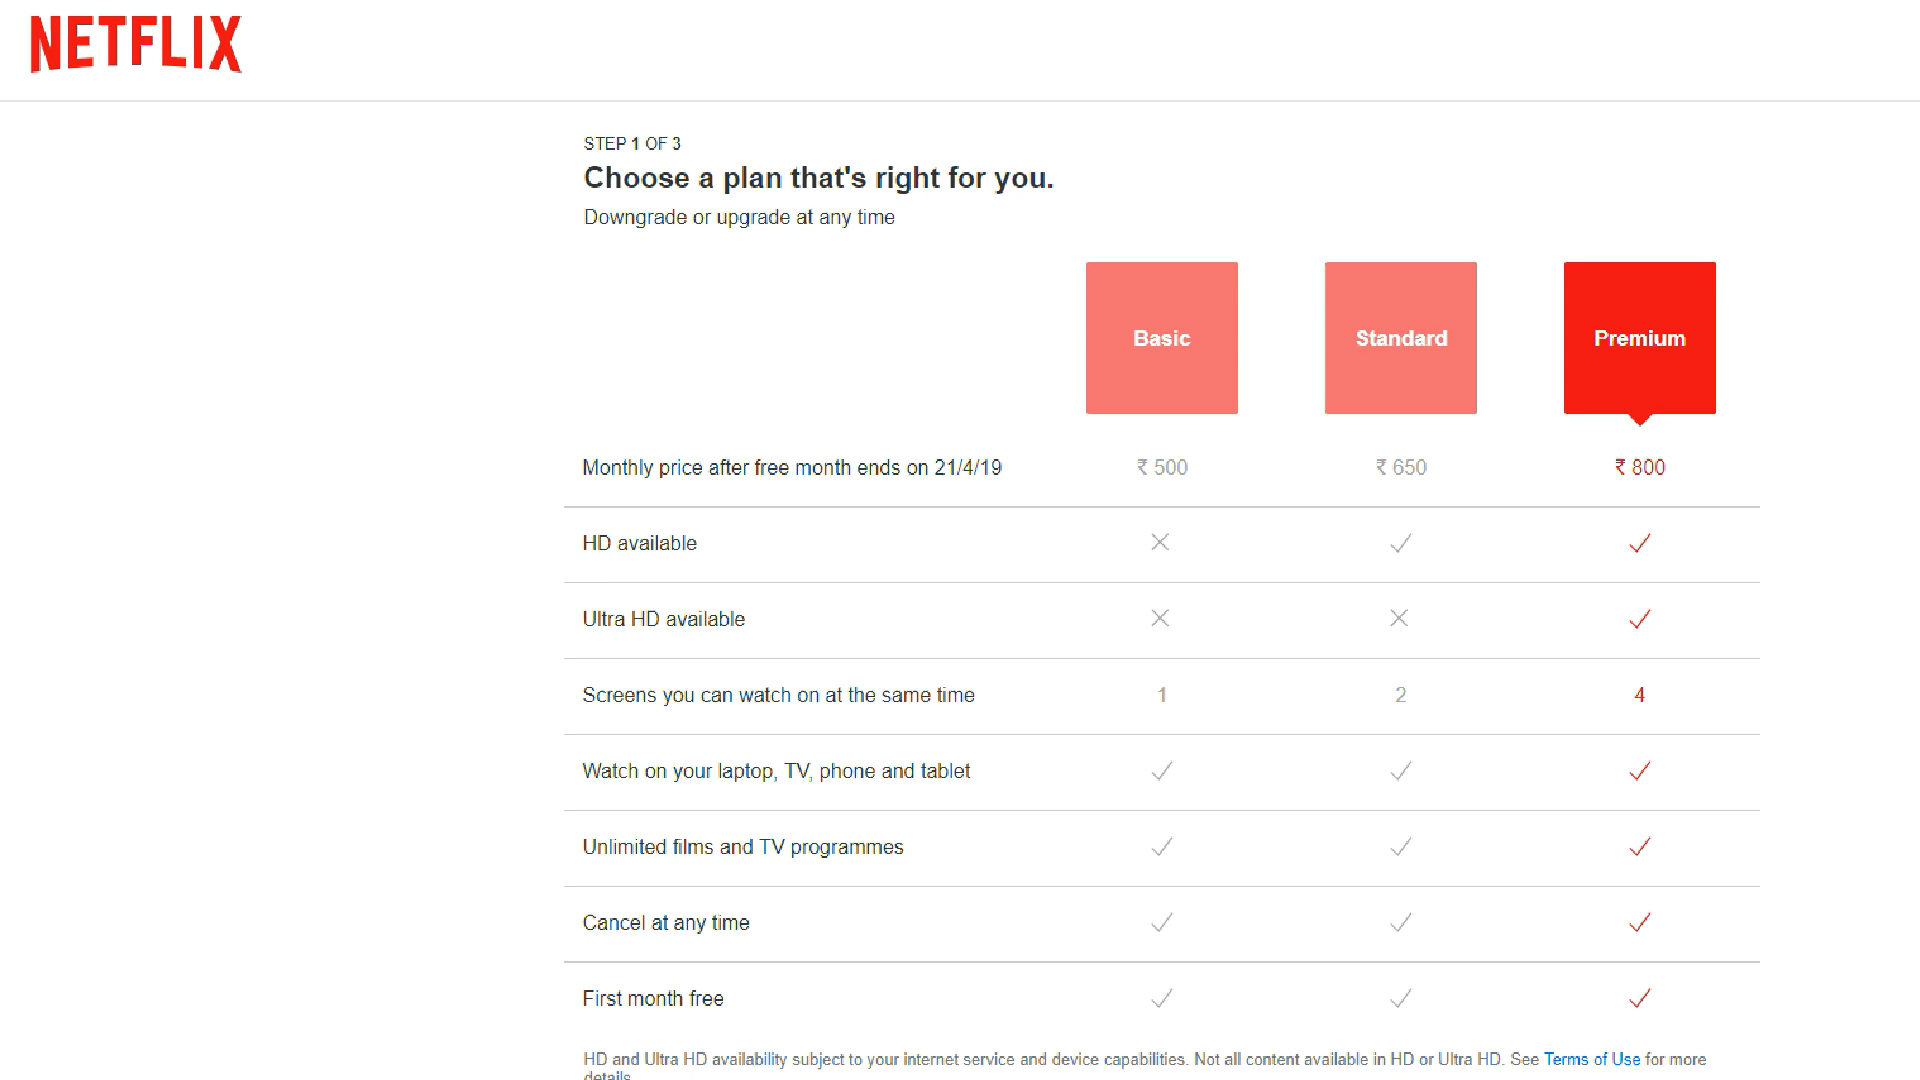 NETFLIX
STEP 1 OF 3
Choose a plan that's right for you.
Downgrade or upgrade at any time
Basic Standard Premium
Monthly price after free month ends on 21/4/19 ₹ 500 ₹ 650 ₹ 800
HD available
Ultra HD available
Screens you can watch on at the same time 1 2 4
Watch on your laptop, TV, phone and tablet
Unlimited films and TV programmes
Cancel at any time
First month free
HD and Ultra HD availability subject to your internet service and device capabilities. Not all content available in HD or Ultra HD. See Terms of Use for more
details.